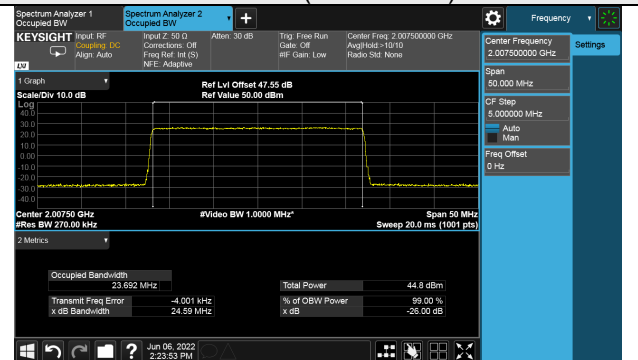 Spectrum Analyzer 1
Occupied BW
Spectrum Analyzer 2
Occupied BW
+
Frequency
KEYSIGHT
Input: RF
Coupling: DC
Align: Auto
Input Z: 50 Ω
Corrections: Off
Freq Ref: Int (S)
NFE: Adaptive
Atten: 30 dB
Trig: Free Run
Gate: Off
#IF Gain: Low
Center Freq: 2.007500000 GHz
Avg|Hold:>10/10
Radio Std: None
LXI
Center Frequency
2.007500000 GHz
Settings
Span
50.000 MHz
CF Step
5.000000 MHz
Auto
Man
Freq Offset
0 Hz
1 Graph
Scale/Div 10.0 dB
Ref Lvl Offset 47.55 dB
Ref Value 50.00 dBm
Log
40.0
30.0
20.0
10.0
0.00
-10.0
-20.0
-30.0
-40.0
Center 2.00750 GHz
#Video BW 1.0000 MHz*
Span 50 MHz
#Res BW 270.00 kHz
Sweep 20.0 ms (1001 pts)
2 Metrics
Occupied Bandwidth
23.692 MHz
Total Power 44.8 dBm
Transmit Freq Error -4.001 kHz
% of OBW Power 99.00 %
x dB Bandwidth 24.59 MHz
x dB -26.00 dB
?
Jun 06, 2022
2:23:53 PM